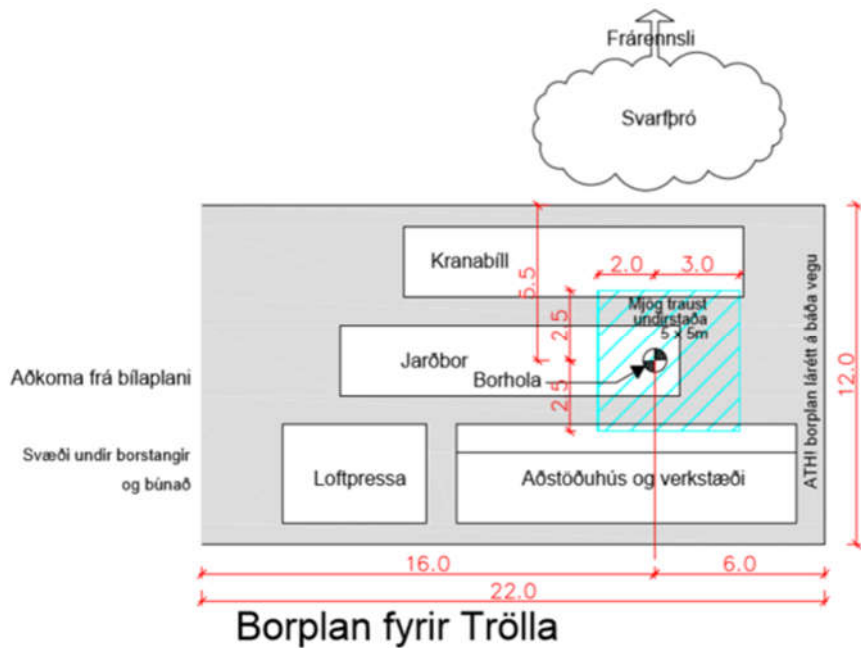 Frárennsli
Svarfþró
Kranabíll
5.5
2.0
3.0
Mjög traust
undirstaða
5 x 5m
2.5
Jarðbor
Borhola
2.5
Aðkoma frá bílaplani
Svæði undir borstangir
og búnað
Loftpressa
Aðstöðuhús og verkstæði
ATH! borplan lárétt á báða vegu
12.0
16.0
6.0
22.0
Borplan fyrir Trölla